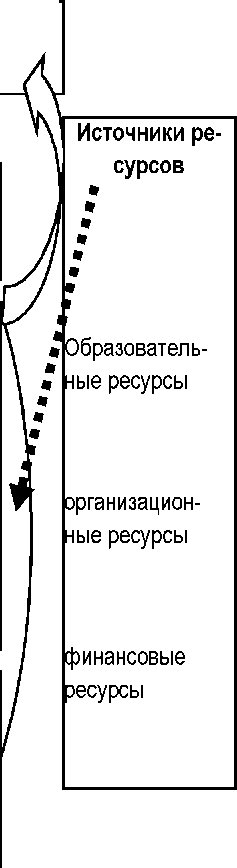 Источники ре-
сурсов
Образователь-
ные ресурсы
организацион-
ные ресурсы
финансовые
ресурсы